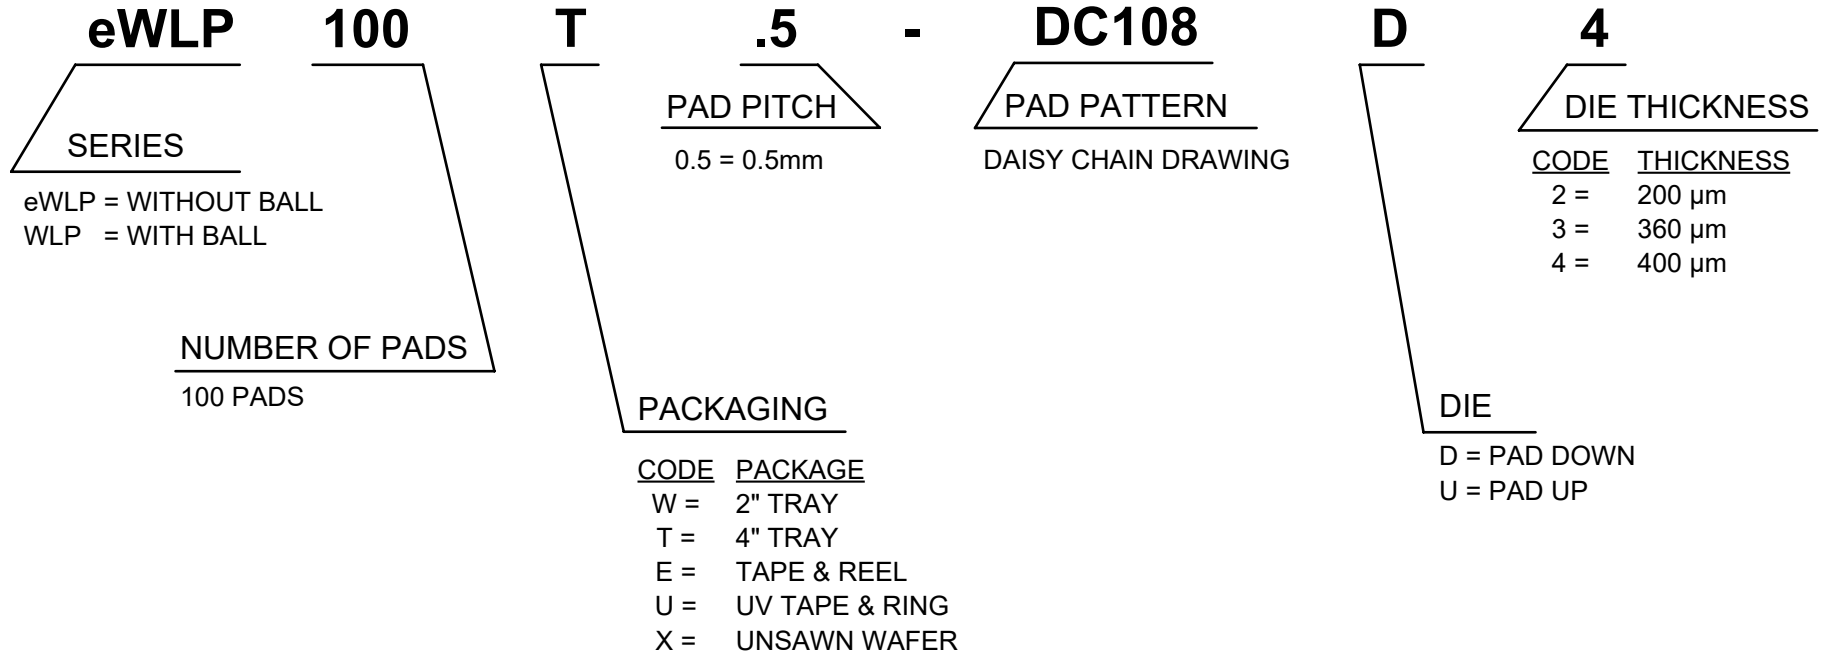 eWLP 100 T .5 - DC108 D 4
SERIES
eWLP = WITHOUT BALL
WLP = WITH BALL
NUMBER OF PADS
100 PADS
PACKAGING
CODE PACKAGE
W = 2" TRAY
T = 4" TRAY
E = TAPE & REEL
U = UV TAPE & RING
X = UNSAWN WAFER
PAD PITCH
0.5 = 0.5mm
PAD PATTERN
DAISY CHAIN DRAWING
DIE
D = PAD DOWN
U = PAD UP
DIE THICKNESS
CODE THICKNESS
2 = 200 µm
3 = 360 µm
4 = 400 µm